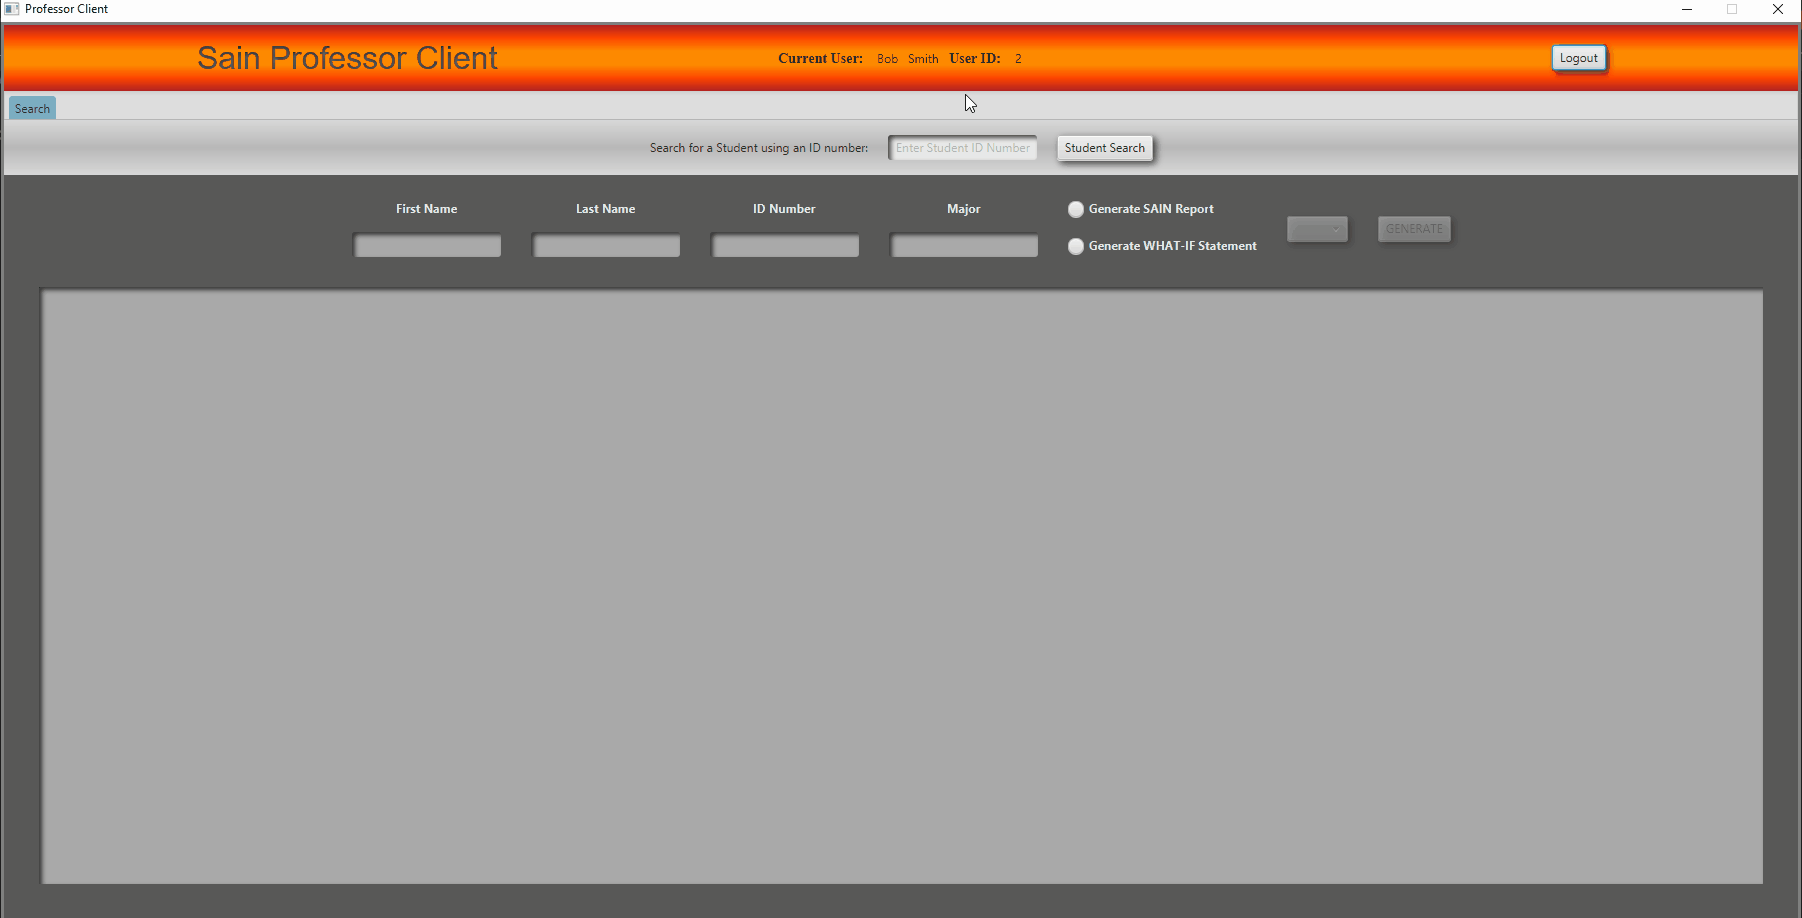 Professor Client
Sain Professor Client
Current User: Bob Smith User ID: 2
Logout
Search
Search for a Student using an ID number:
Enter Student ID Number
Student Search
First Name
Last Name
ID Number
Major
Generate SAIN Report
Generate WHAT-IF Statement
GENERATE